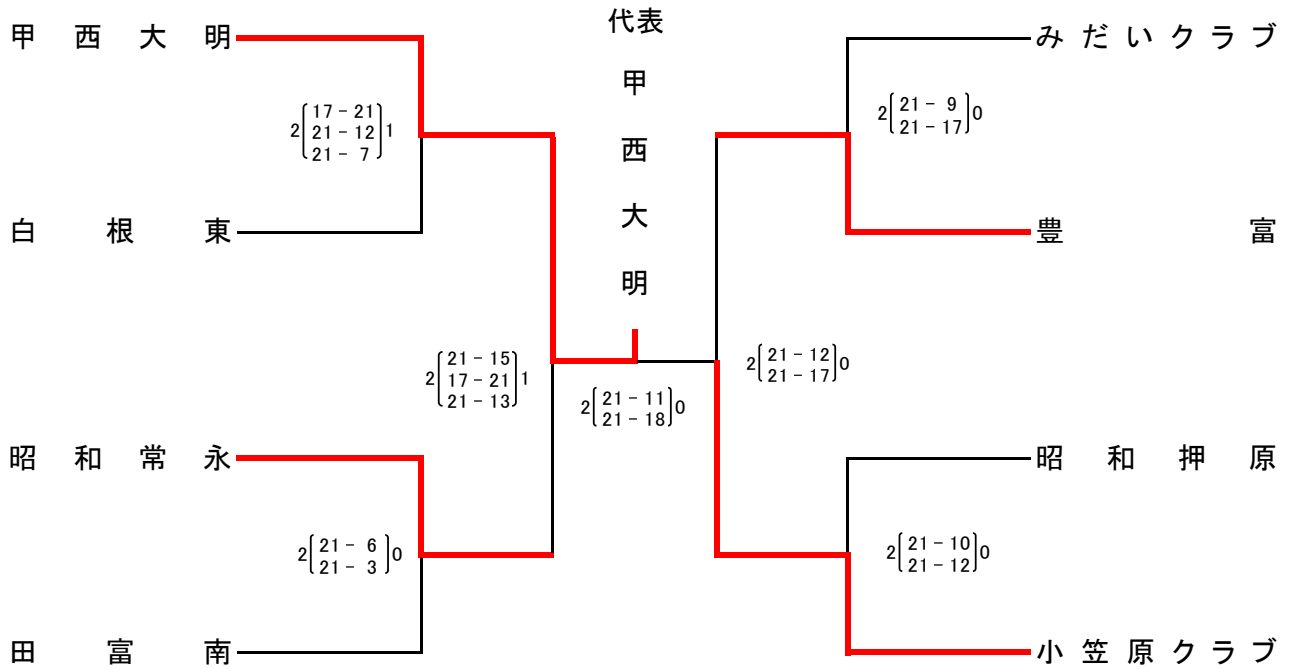 代表
甲西大明
甲西大明
2 17 - 21 1
21 - 12
21 - 7
白根東
2 21 - 15 1
17 - 21
21 - 13
昭和常永
2 21 - 6 0
21 - 3
田富南
2 21 - 11 0
21 - 18
みだいクラブ
2 21 - 9 0
21 - 17
豊富
2 21 - 12 0
21 - 17
昭和押原
2 21 - 10 0
21 - 12
小笠原クラブ